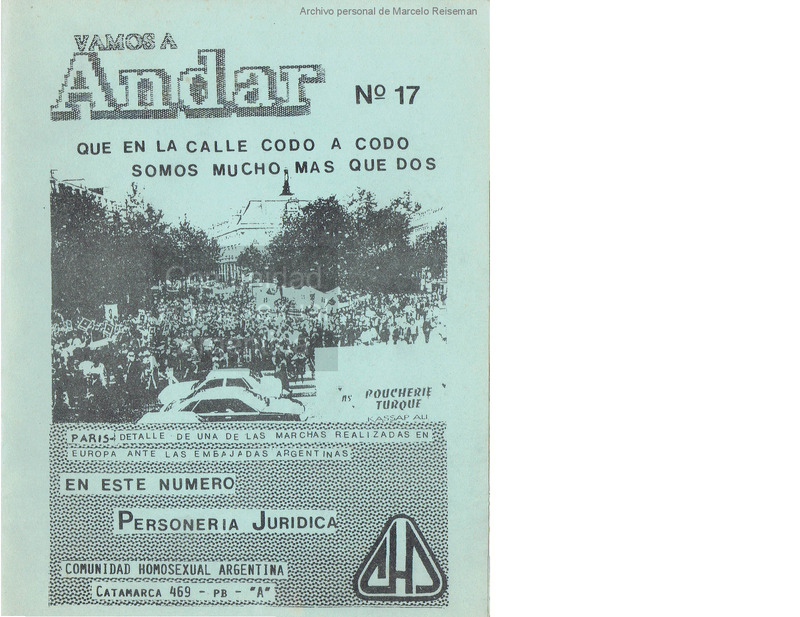 Archivo personal de Marcelo Reiseman
VAMOS A
Andar
Nº 17
QUE EN LA CALLE CODO A CODO
SOMOS MUCHO MAS QUE DOS
Comunidad
POUCHERIE
TURQUE
KASSAP ALI
PARIS- DETALLE DE UNA DE LAS MARCHAS REALIZADAS EN
EUROPA ANTE LAS EMBAJADAS ARGENTINAS
EN ESTE NUMERO
PERSONERIA JURIDICA
COMUNIDAD HOMOSEXUAL ARGENTINA
CATAMARCA 469 - PB - "A"
CHA